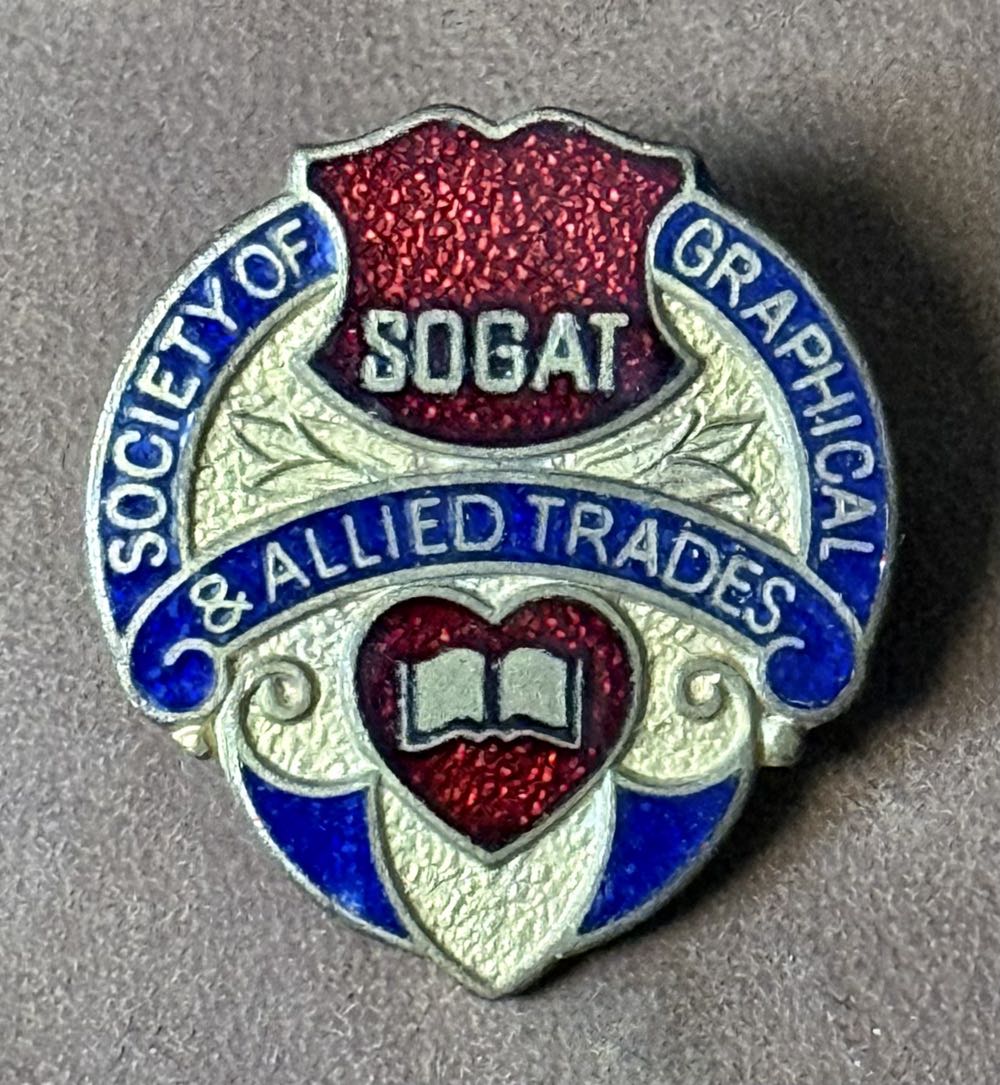 SOGAT
SOCIETY OF
GRAPHICAL
& ALLIED TRADES